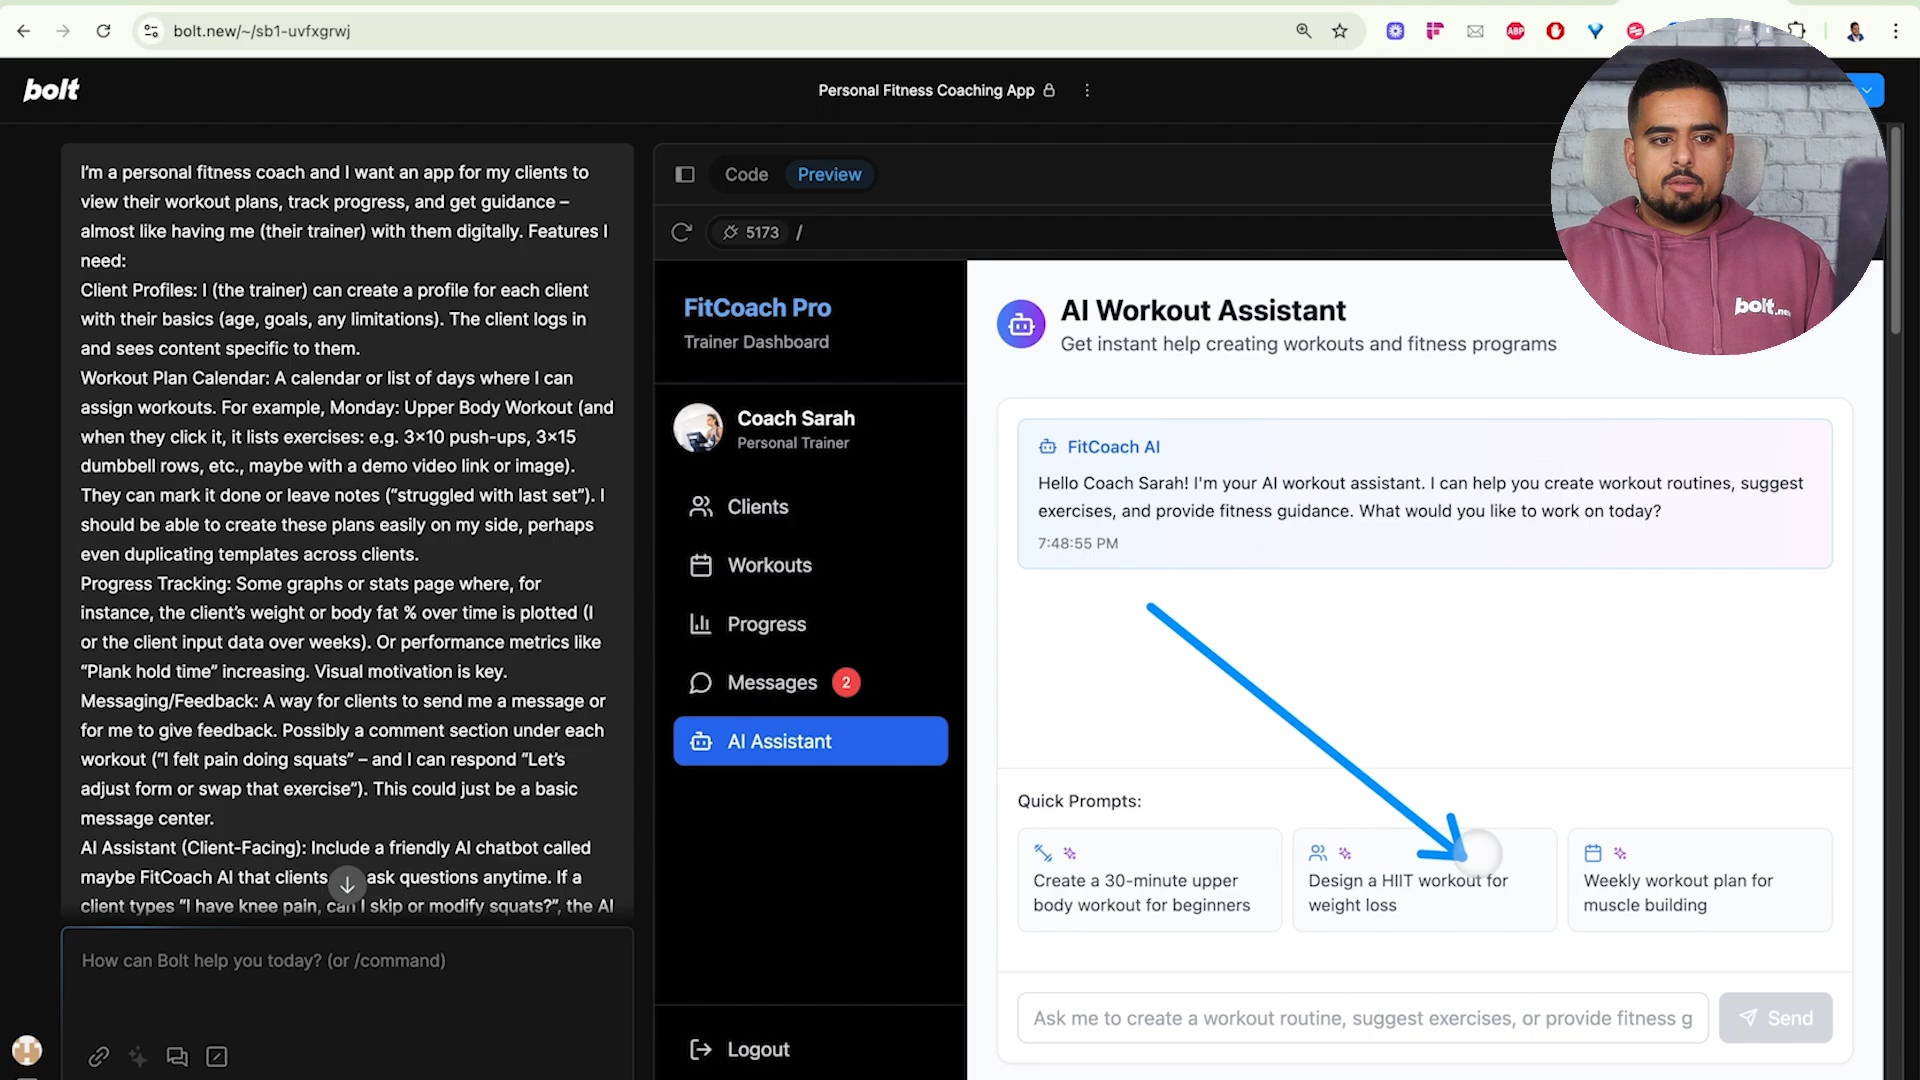 bolt.new/~/sb1-uvfxgrwj
ABP
bolt
Personal Fitness Coaching App
I'm a personal fitness coach and I want an app for my clients to
view their workout plans, track progress, and get guidance –
almost like having me (their trainer) with them digitally. Features I
need:
Client Profiles: I (the trainer) can create a profile for each client
with their basics (age, goals, any limitations). The client logs in
and sees content specific to them.
Workout Plan Calendar: A calendar or list of days where I can
assign workouts. For example, Monday: Upper Body Workout (and
when they click it, it lists exercises: e.g. 3×10 push-ups, 3×15
dumbbell rows, etc., maybe with a demo video link or image).
They can mark it done or leave notes (“struggled with last set”). I
should be able to create these plans easily on my side, perhaps
even duplicating templates across clients.
Progress Tracking: Some graphs or stats page where, for
instance, the client's weight or body fat % over time is plotted (I
or the client input data over weeks). Or performance metrics like
“Plank hold time” increasing. Visual motivation is key.
Messaging/Feedback: A way for clients to send me a message or
for me to give feedback. Possibly a comment section under each
workout (“I felt pain doing squats” – and I can respond “Let's
adjust form or swap that exercise”). This could just be a basic
message center.
AI Assistant (Client-Facing): Include a friendly AI chatbot called
maybe FitCoach AI that clients ask questions anytime. If a
client types “I have knee pain, can I skip or modify squats?”, the AI
How can Bolt help you today? (or /command)
Code
Preview
5173 /
FitCoach Pro
Trainer Dashboard
Coach Sarah
Personal Trainer
Clients
Workouts
Progress
Messages 2
AI Assistant
Logout
AI Workout Assistant
Get instant help creating workouts and fitness programs
FitCoach AI
Hello Coach Sarah! I'm your AI workout assistant. I can help you create workout routines, suggest
exercises, and provide fitness guidance. What would you like to work on today?
7:48:55 PM
Quick Prompts:
Create a 30-minute upper
body workout for beginners
Design a HIIT workout for
weight loss
Weekly workout plan for
muscle building
Ask me to create a workout routine, suggest exercises, or provide fitness g
Send
bolt.new